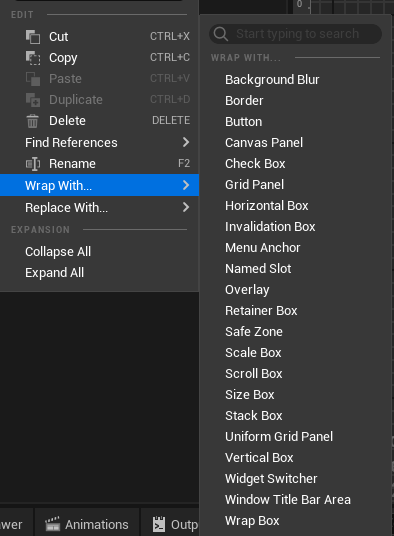 EDIT
Cut CTRL+X
Copy CTRL+C
Paste CTRL+V
Duplicate CTRL+D
Delete DELETE
Find References
Rename F2
Wrap With...
Replace With...
EXPANSION
Collapse All
Expand All
0
Start typing to search
WRAP WITH...
Background Blur
Border
Button
Canvas Panel
Check Box
Grid Panel
Horizontal Box
Invalidation Box
Menu Anchor
Named Slot
Overlay
Retainer Box
Safe Zone
Scale Box
Scroll Box
Size Box
Stack Box
Uniform Grid Panel
Vertical Box
Widget Switcher
Window Title Bar Area
Wrap Box
wer Animations Outp